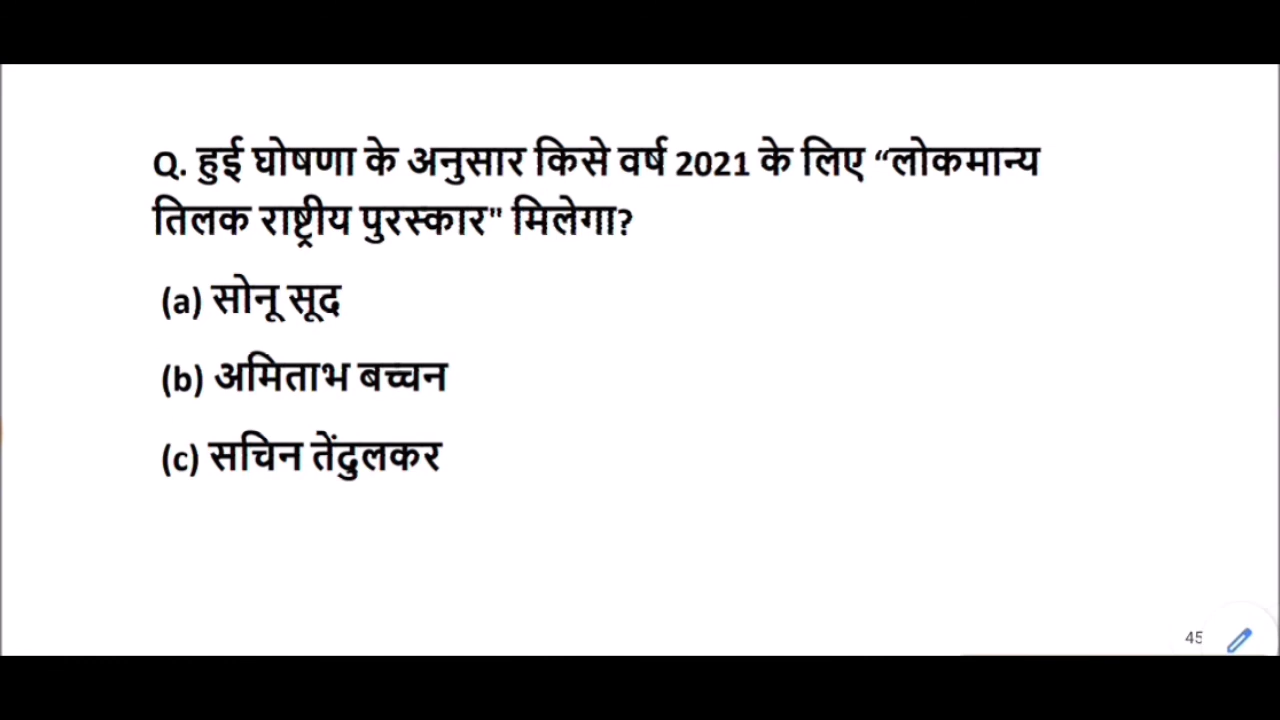 Q. हुई घोषणा के अनुसार किसे वर्ष 2021 के लिए “लोकमान्य
तिलक राष्ट्रीय पुरस्कार" मिलेगा?
(a) सोनू सूद
(b) अमिताभ बच्चन
(c) सचिन तेंदुलकर
45